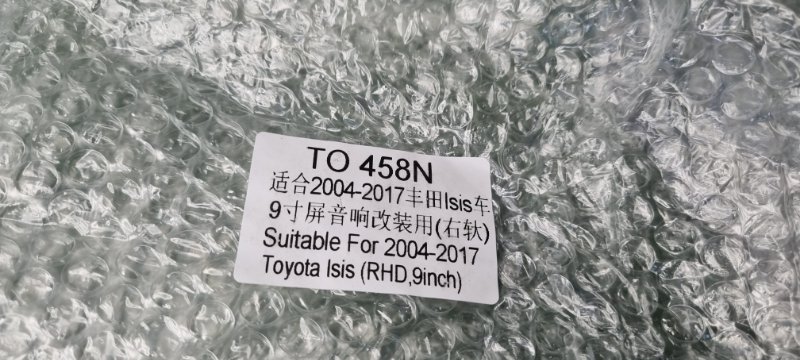 TO 458N
适合2004-2017丰田Isis车
9寸屏音响改装用(右软)
Suitable For 2004-2017
Toyota Isis (RHD,9inch)